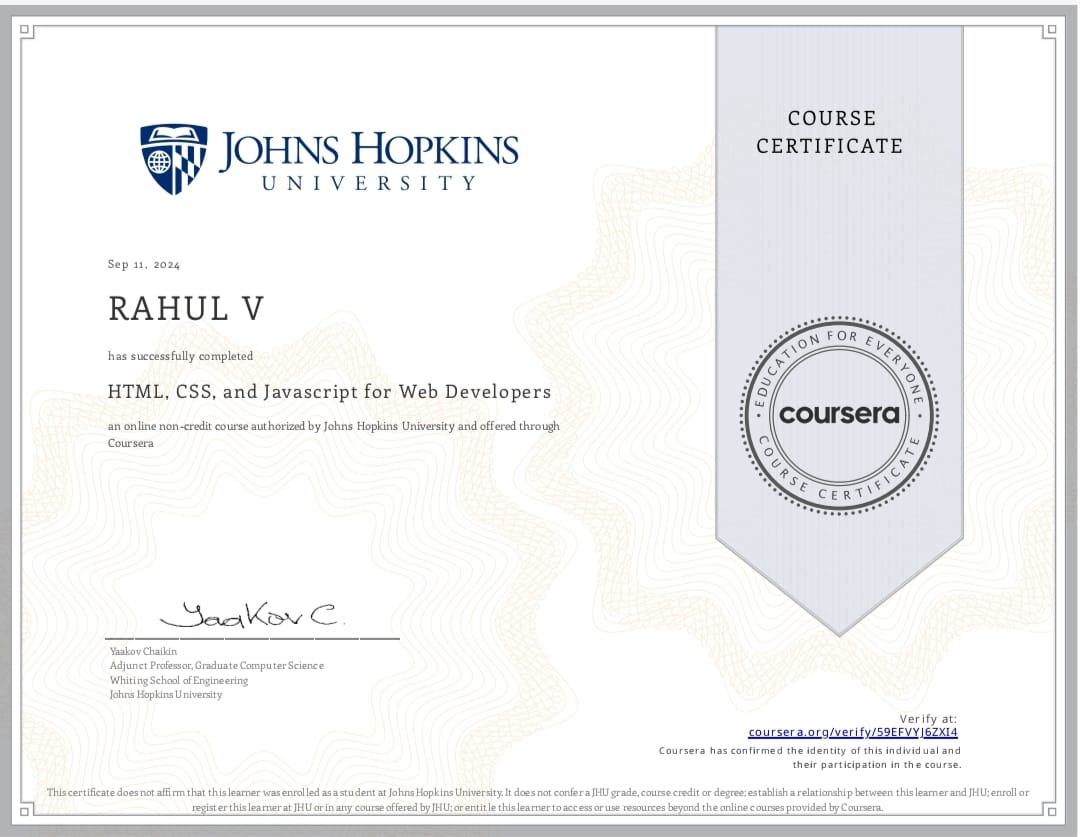 JOHNS HOPKINS
UNIVERSITY
COURSE
CERTIFICATE
Sep 11, 2024
RAHUL V
has successfully completed
HTML, CSS, and Javascript for Web Developers
an online non-credit course authorized by Johns Hopkins University and offered through
Coursera
EDUCATION FOR EVERYONE
coursera
COURSE CERTIFICATE
Yaakov C.
Yaakov Chaikin
Adjunct Professor, Graduate Computer Science
Whiting School of Engineering
Johns Hopkins University
Verify at:
coursera.org/verify/59EFVYJ6ZXI4
Coursera has confirmed the identity of this individual and
their participation in the course.
This certificate does not affirm that this learner was enrolled as a student at Johns Hopkins University. It does not confer a JHU grade, course credit or degree; establish a relationship between this learner and JHU; enroll or
register this learner at JHU or in any course offered by JHU; or entitle this learner to access or use resources beyond the online courses provided by Coursera.